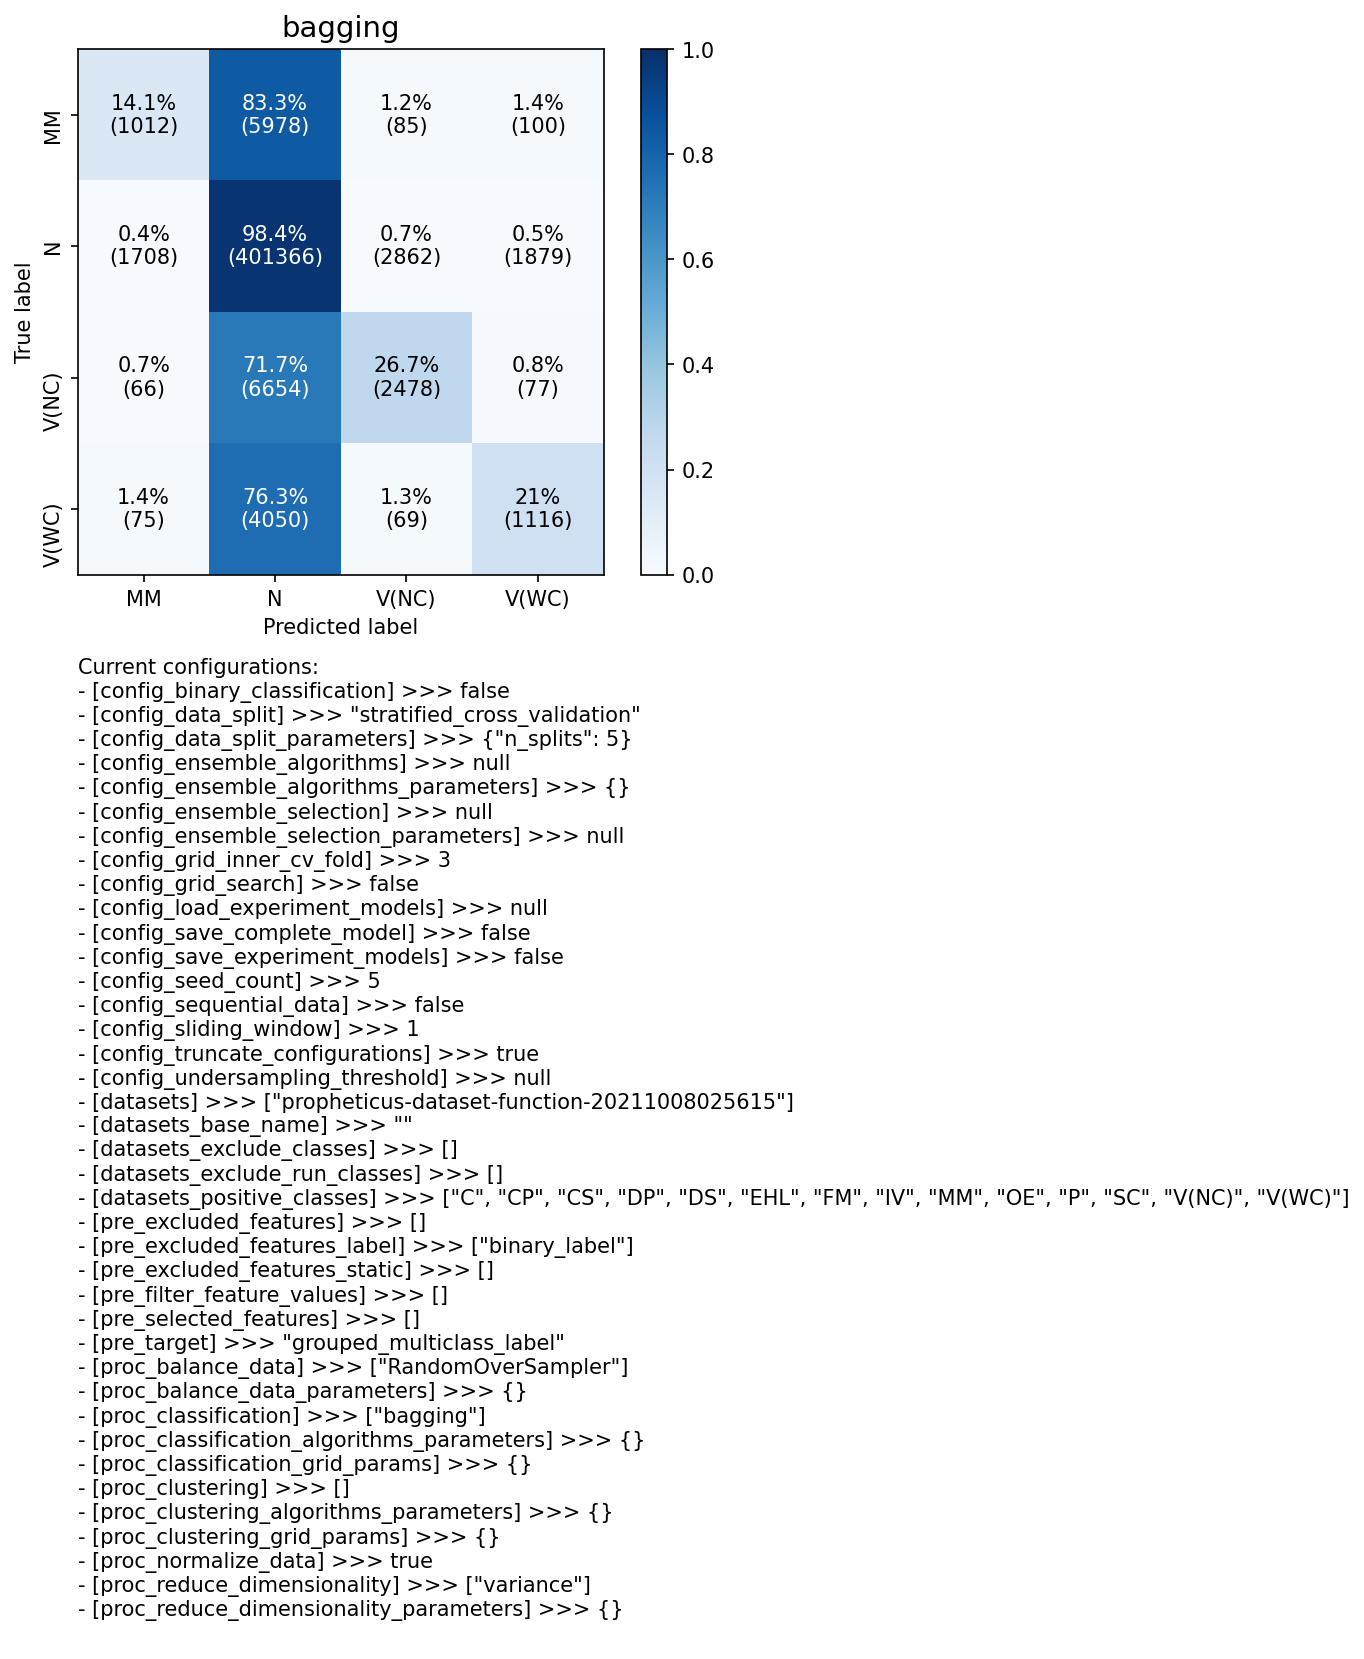 bagging
1.0
0.8
0.6
0.4
0.2
0.0
True label
MM
14.1%
(1012)
83.3%
(5978)
1.2%
(85)
1.4%
(100)
N
0.4%
(1708)
98.4%
(401366)
0.7%
(2862)
0.5%
(1879)
V(NC)
0.7%
(66)
71.7%
(6654)
26.7%
(2478)
0.8%
(77)
V(WC)
1.4%
(75)
76.3%
(4050)
1.3%
(69)
21%
(1116)
MM
N
V(NC)
V(WC)
Predicted label
Current configurations:
- [config_binary_classification] >>> false
- [config_data_split] >>> "stratified_cross_validation"
- [config_data_split_parameters] >>> {"n_splits": 5}
- [config_ensemble_algorithms] >>> null
- [config_ensemble_algorithms_parameters] >>> {}
- [config_ensemble_selection] >>> null
- [config_ensemble_selection_parameters] >>> null
- [config_grid_inner_cv_fold] >>> 3
- [config_grid_search] >>> false
- [config_load_experiment_models] >>> null
- [config_save_complete_model] >>> false
- [config_save_experiment_models] >>> false
- [config_seed_count] >>> 5
- [config_sequential_data] >>> false
- [config_sliding_window] >>> 1
- [config_truncate_configurations] >>> true
- [config_undersampling_threshold] >>> null
- [datasets] >>> ["propheticus-dataset-function-20211008025615"]
- [datasets_base_name] >>> ""
- [datasets_exclude_classes] >>> []
- [datasets_exclude_run_classes] >>> []
- [datasets_positive_classes] >>> ["C", "CP", "CS", "DP", "DS", "EHL", "FM", "IV", "MM", "OE", "P", "SC", "V(NC)", "V(WC)"]
- [pre_excluded_features] >>> []
- [pre_excluded_features_label] >>> ["binary_label"]
- [pre_excluded_features_static] >>> []
- [pre_filter_feature_values] >>> []
- [pre_selected_features] >>> []
- [pre_target] >>> "grouped_multiclass_label"
- [proc_balance_data] >>> ["RandomOverSampler"]
- [proc_balance_data_parameters] >>> {}
- [proc_classification] >>> ["bagging"]
- [proc_classification_algorithms_parameters] >>> {}
- [proc_classification_grid_params] >>> {}
- [proc_clustering] >>> []
- [proc_clustering_algorithms_parameters] >>> {}
- [proc_clustering_grid_params] >>> {}
- [proc_normalize_data] >>> true
- [proc_reduce_dimensionality] >>> ["variance"]
- [proc_reduce_dimensionality_parameters] >>> {}